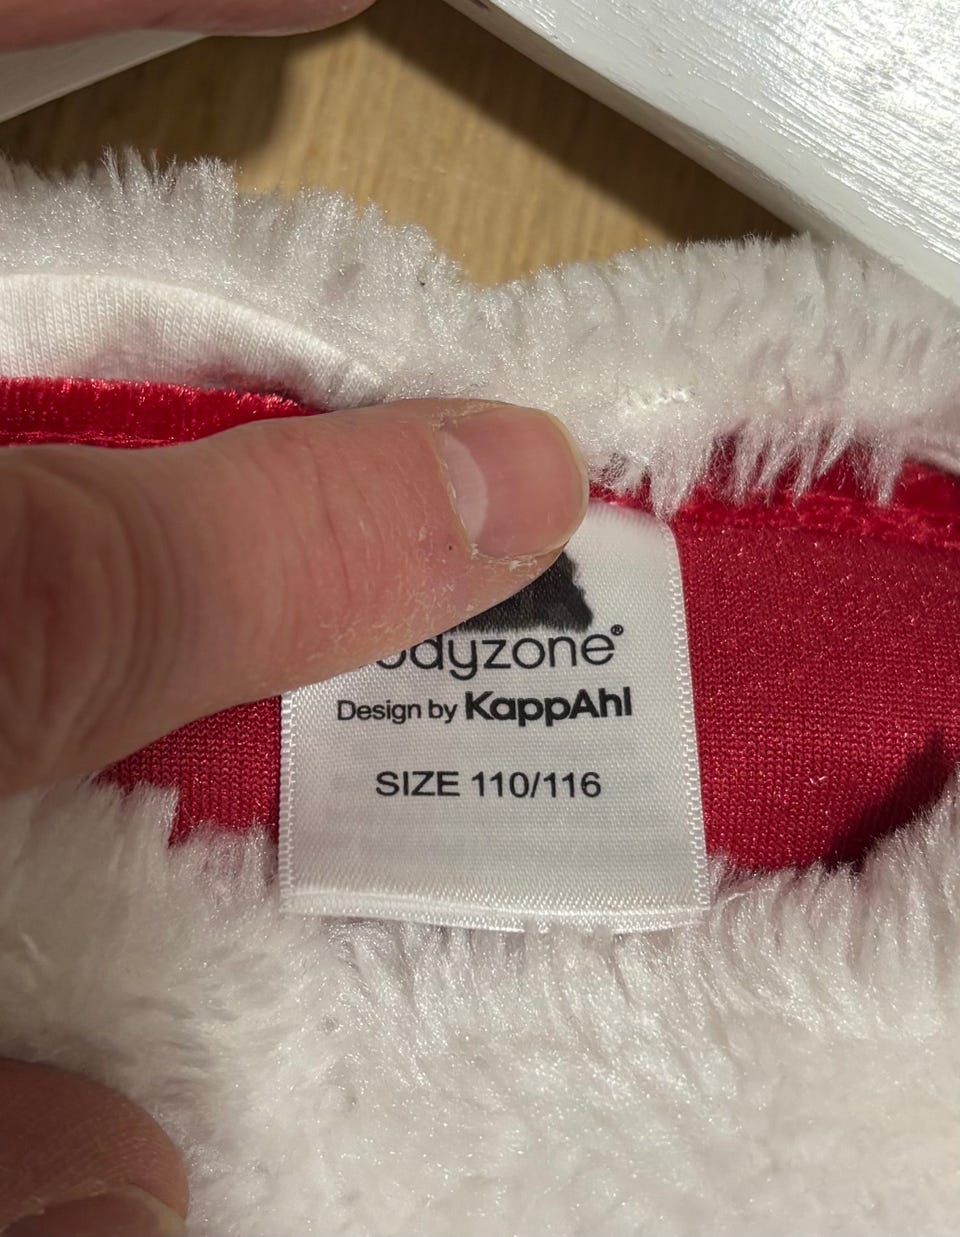 odyzone®
Design by KappAhl
SIZE 110/116